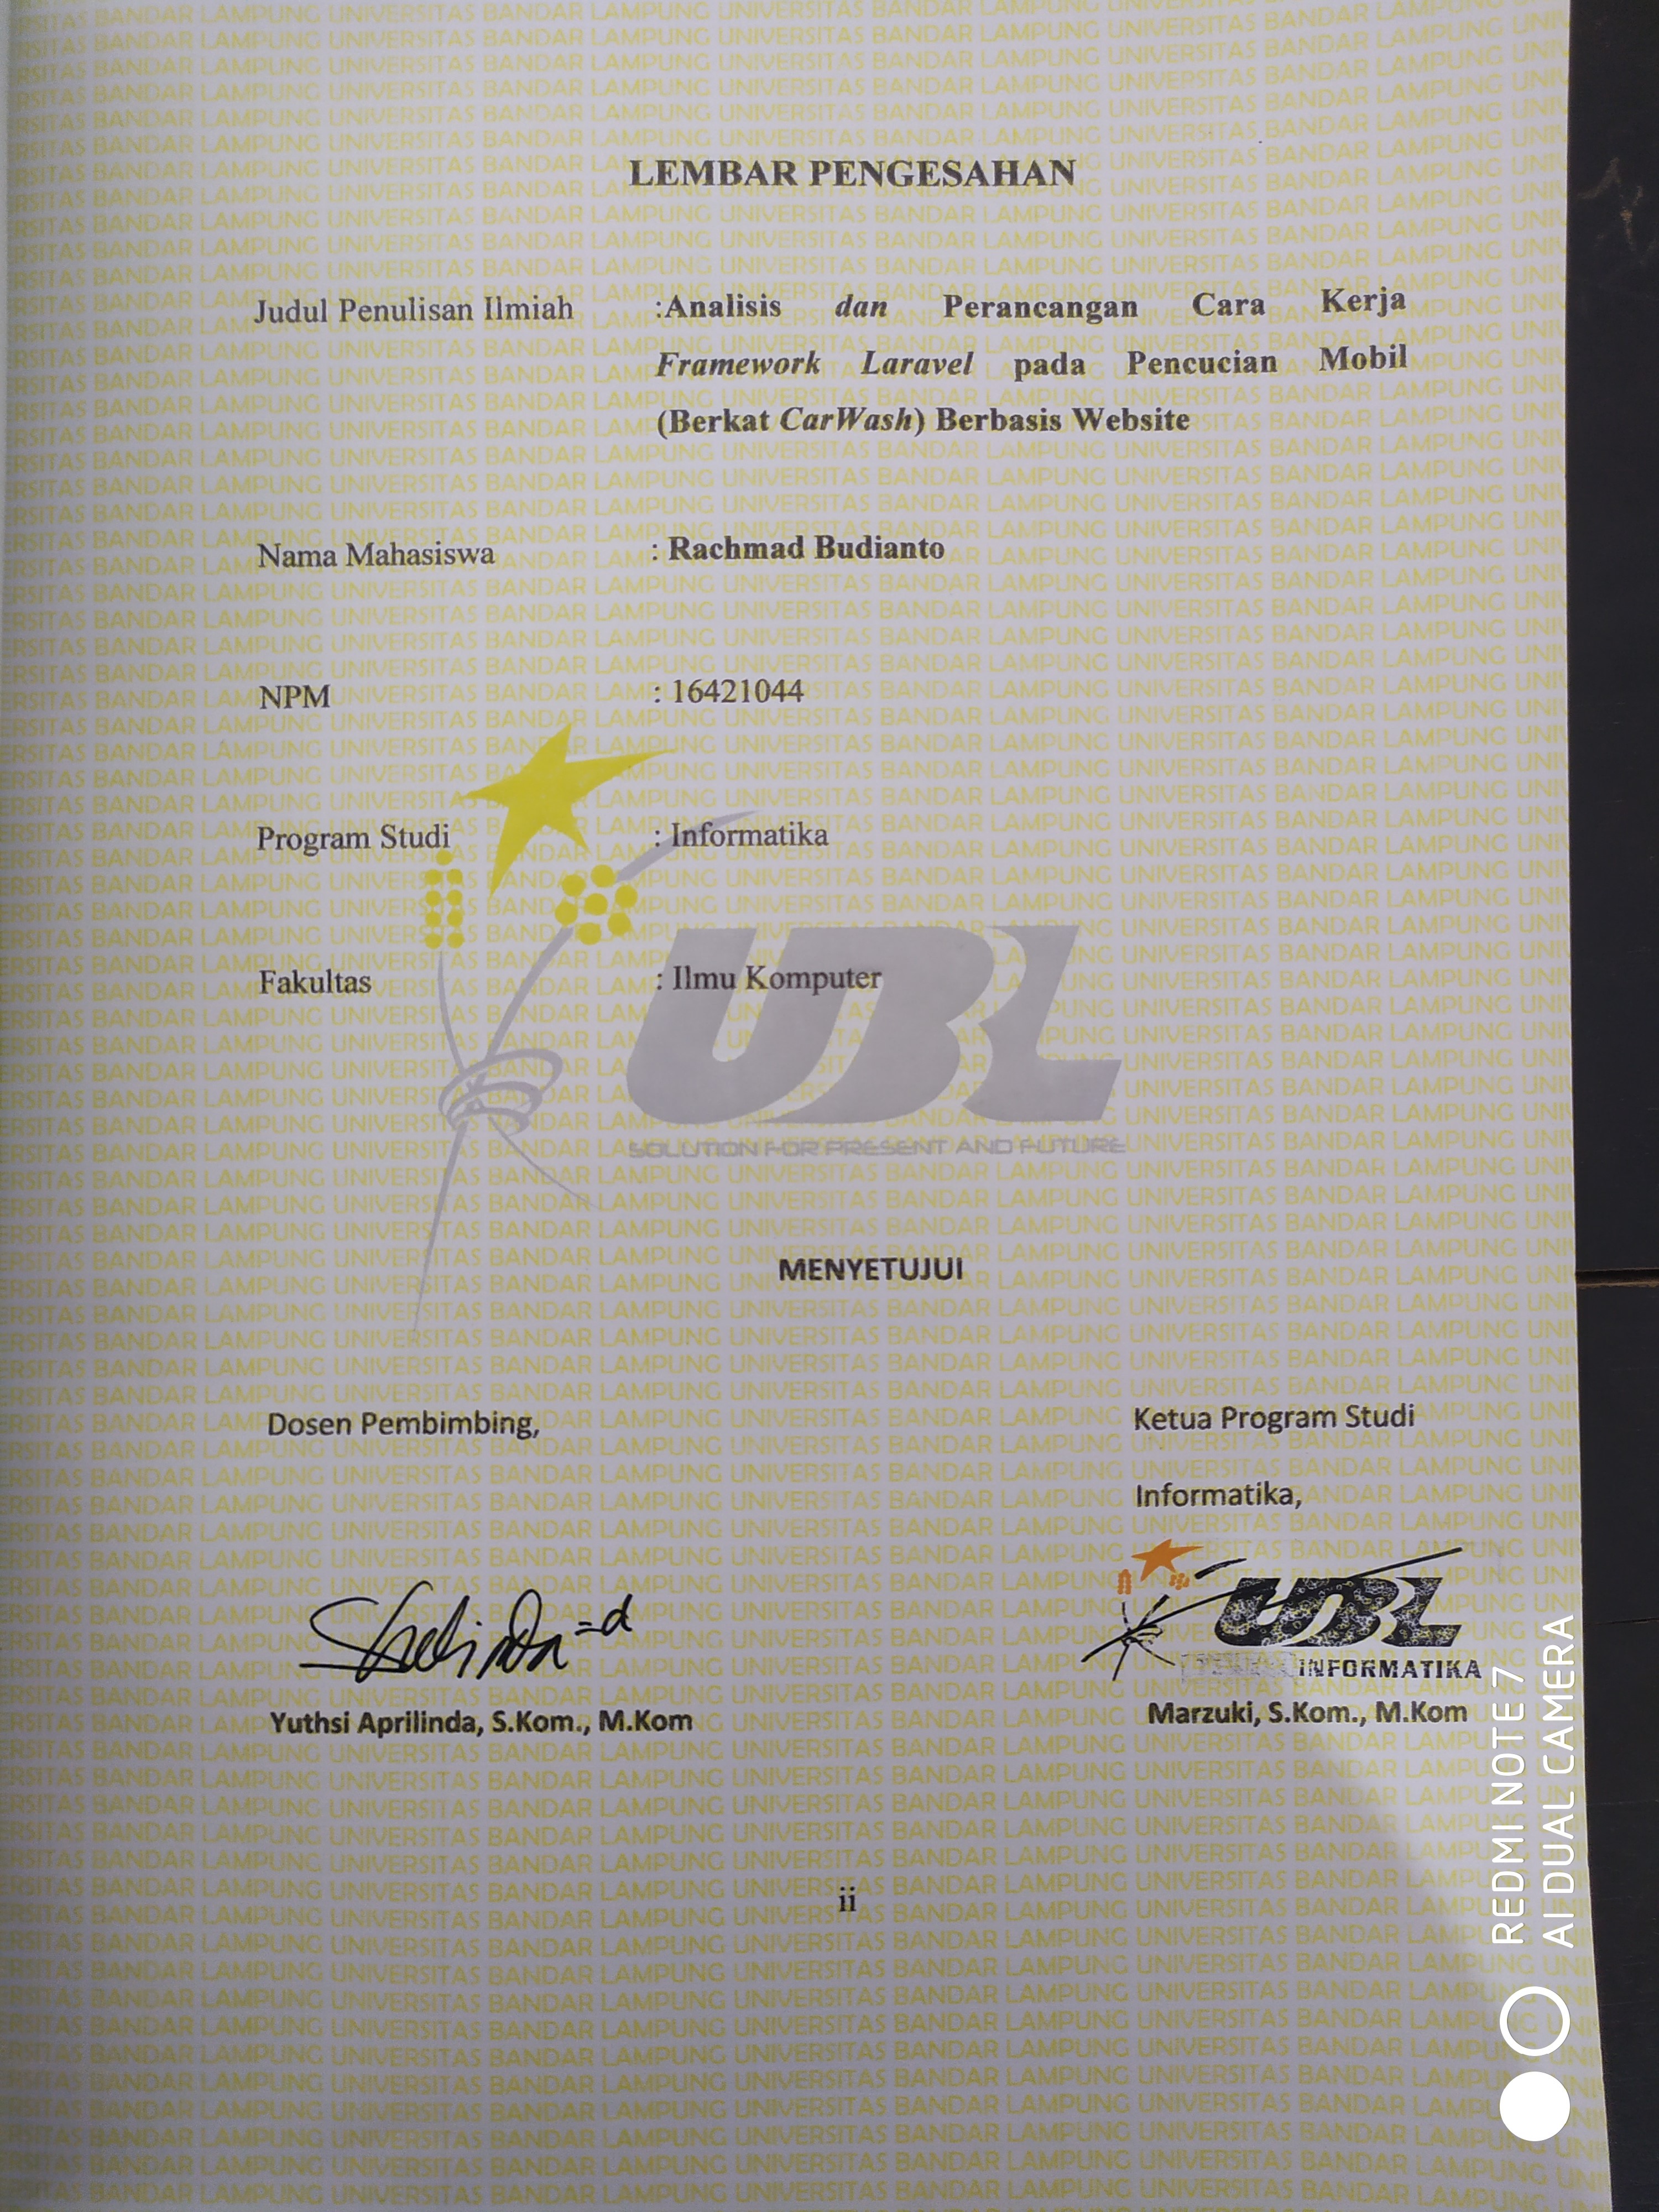 LEMBAR PENGESAHAN
Judul Penulisan Ilmiah :Analisis dan Perancangan Cara Kerja
Framework Laravel pada Pencucian Mobil
(Berkat CarWash) Berbasis Website
Nama Mahasiswa : Rachmad Budianto
NPM : 16421044
Program Studi : Informatika
Fakultas : Ilmu Komputer
UBL
SOLUTION FOR PRESENT AND FUTURE
MENYETUJUI
Dosen Pembimbing,
Ketua Program Studi
Informatika,
UBL
INFORMATIKA
Yuthsi Aprilinda, S.Kom., M.Kom
Marzuki, S.Kom., M.Kom
ii
REDMI NOTE 7
AI DUAL CAMERA